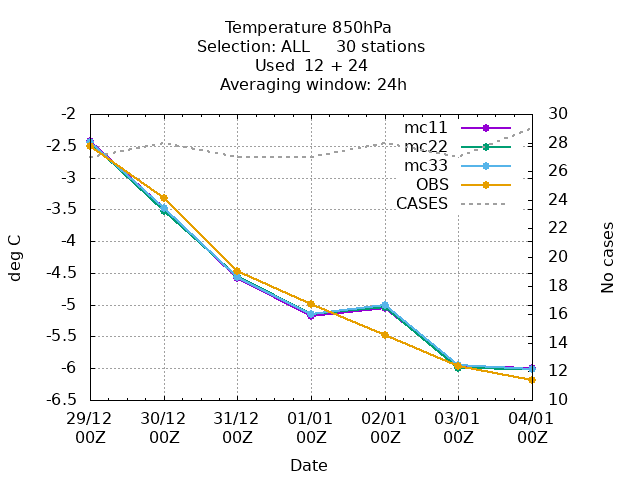 Temperature 850hPa
Selection: ALL     30 stations
Used  12 + 24
Averaging window: 24h
-2
-2.5
-3
-3.5
-4
-4.5
-5
-5.5
-6
-6.5
30
28
26
24
22
20
18
16
14
12
10
mc11
mc22
mc33
OBS
CASES
deg C
No cases
29/12 30/12 31/12 01/01 02/01 03/01 04/01
00Z 00Z 00Z 00Z 00Z 00Z 00Z
Date